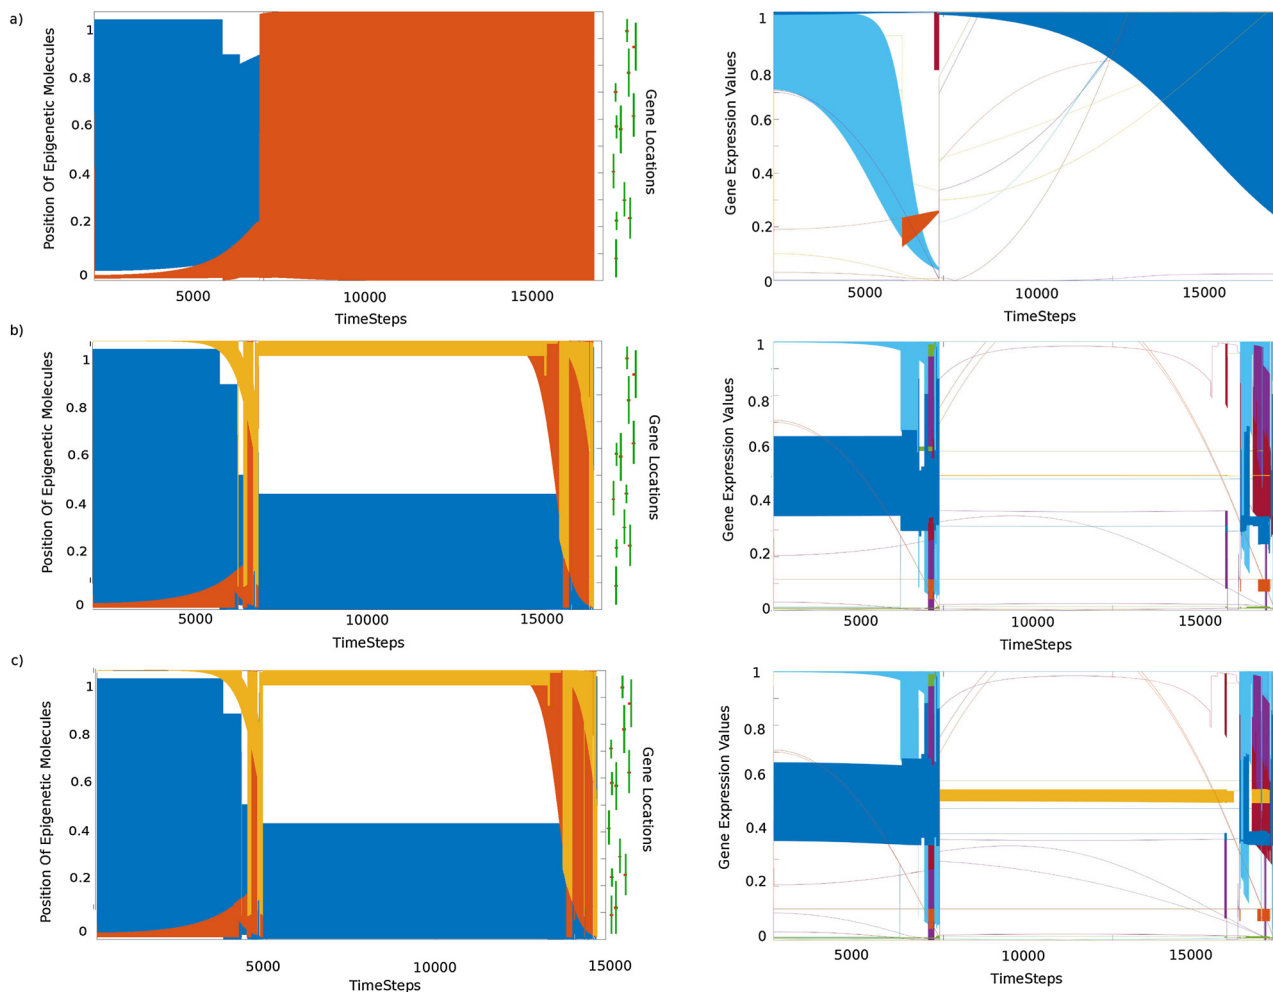 a)
Position Of Epigenetic Molecules
1
0.8
0.6
0.4
0.2
0
5000 10000 15000
TimeSteps
Gene Locations
Gene Expression Values
1
0.8
0.6
0.4
0.2
0
5000 10000 15000
TimeSteps
b)
Position Of Epigenetic Molecules
1
0.8
0.6
0.4
0.2
0
5000 10000 15000
TimeSteps
Gene Locations
Gene Expression Values
1
0.8
0.6
0.4
0.2
0
5000 10000 15000
TimeSteps
c)
Position Of Epigenetic Molecules
1
0.8
0.6
0.4
0.2
0
5000 10000 15000
TimeSteps
Gene Locations
Gene Expression Values
1
0.8
0.6
0.4
0.2
0
5000 10000 15000
TimeSteps